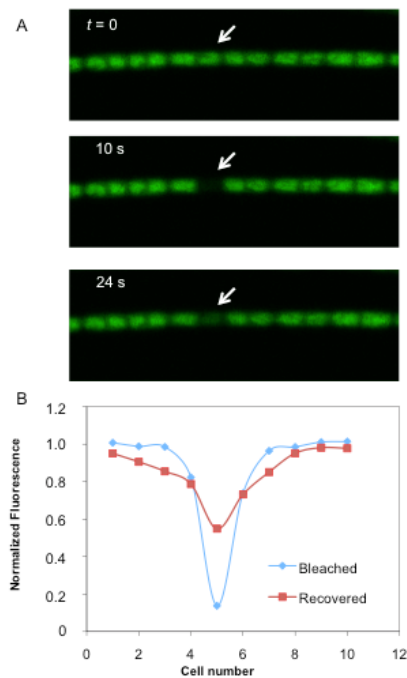 A
t = 0
10 s
24 s
B
Normalized Fluorescence
1.2
1.0
0.8
0.6
0.4
0.2
0
Bleached
Recovered
0 2 4 6 8 10 12
Cell number